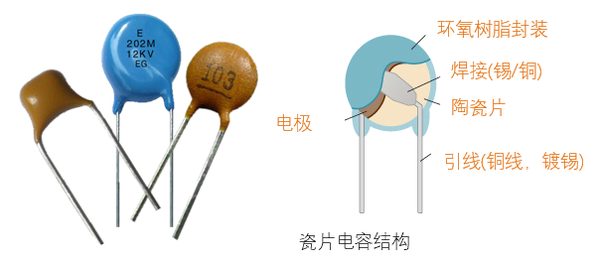 E
202M
12KV
EG
103
环氧树脂封装
焊接(锡/铜)
陶瓷片
电极
引线(铜线，镀锡)
瓷片电容结构